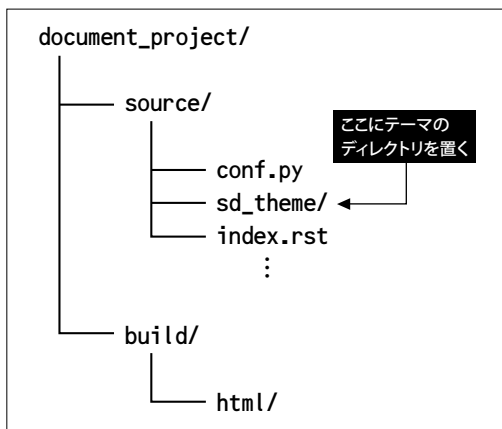 document_project/
source/
ここにテーマの
ディレクトリを置く
conf.py
sd_theme/
index.rst
⋮
build/
html/